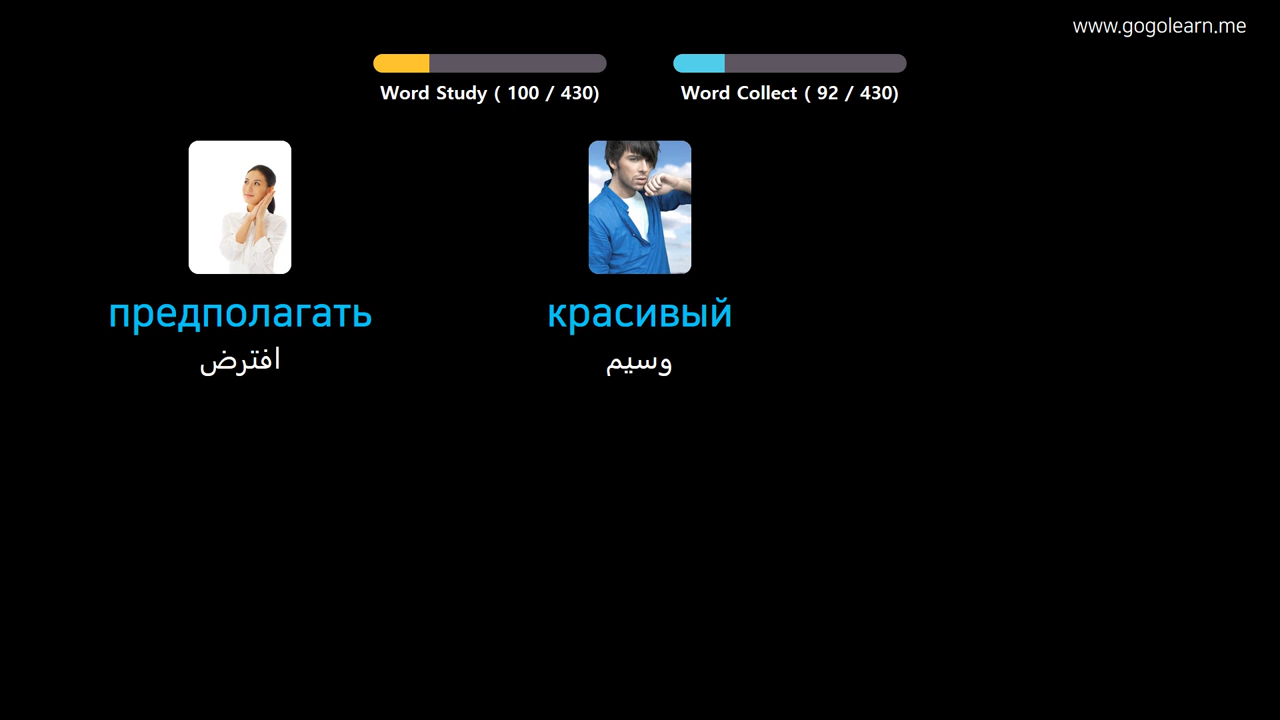 www.gogolearn.me
Word Study ( 100 / 430)
Word Collect ( 92 / 430)
предполагать
افترض
красивый
وسيم